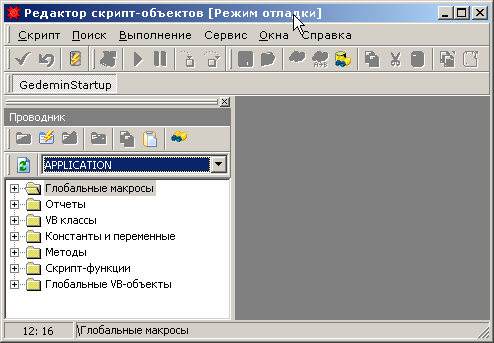 Редактор скрипт-объектов [Режим отладки]
Скрипт Поиск Выполнение Сервис Окна Справка
GedeminStartup
Проводник
APPLICATION
Глобальные макросы
Отчеты
VB классы
Константы и переменные
Методы
Скрипт-функции
Глобальные VB-объекты
12: 16 \Глобальные макросы